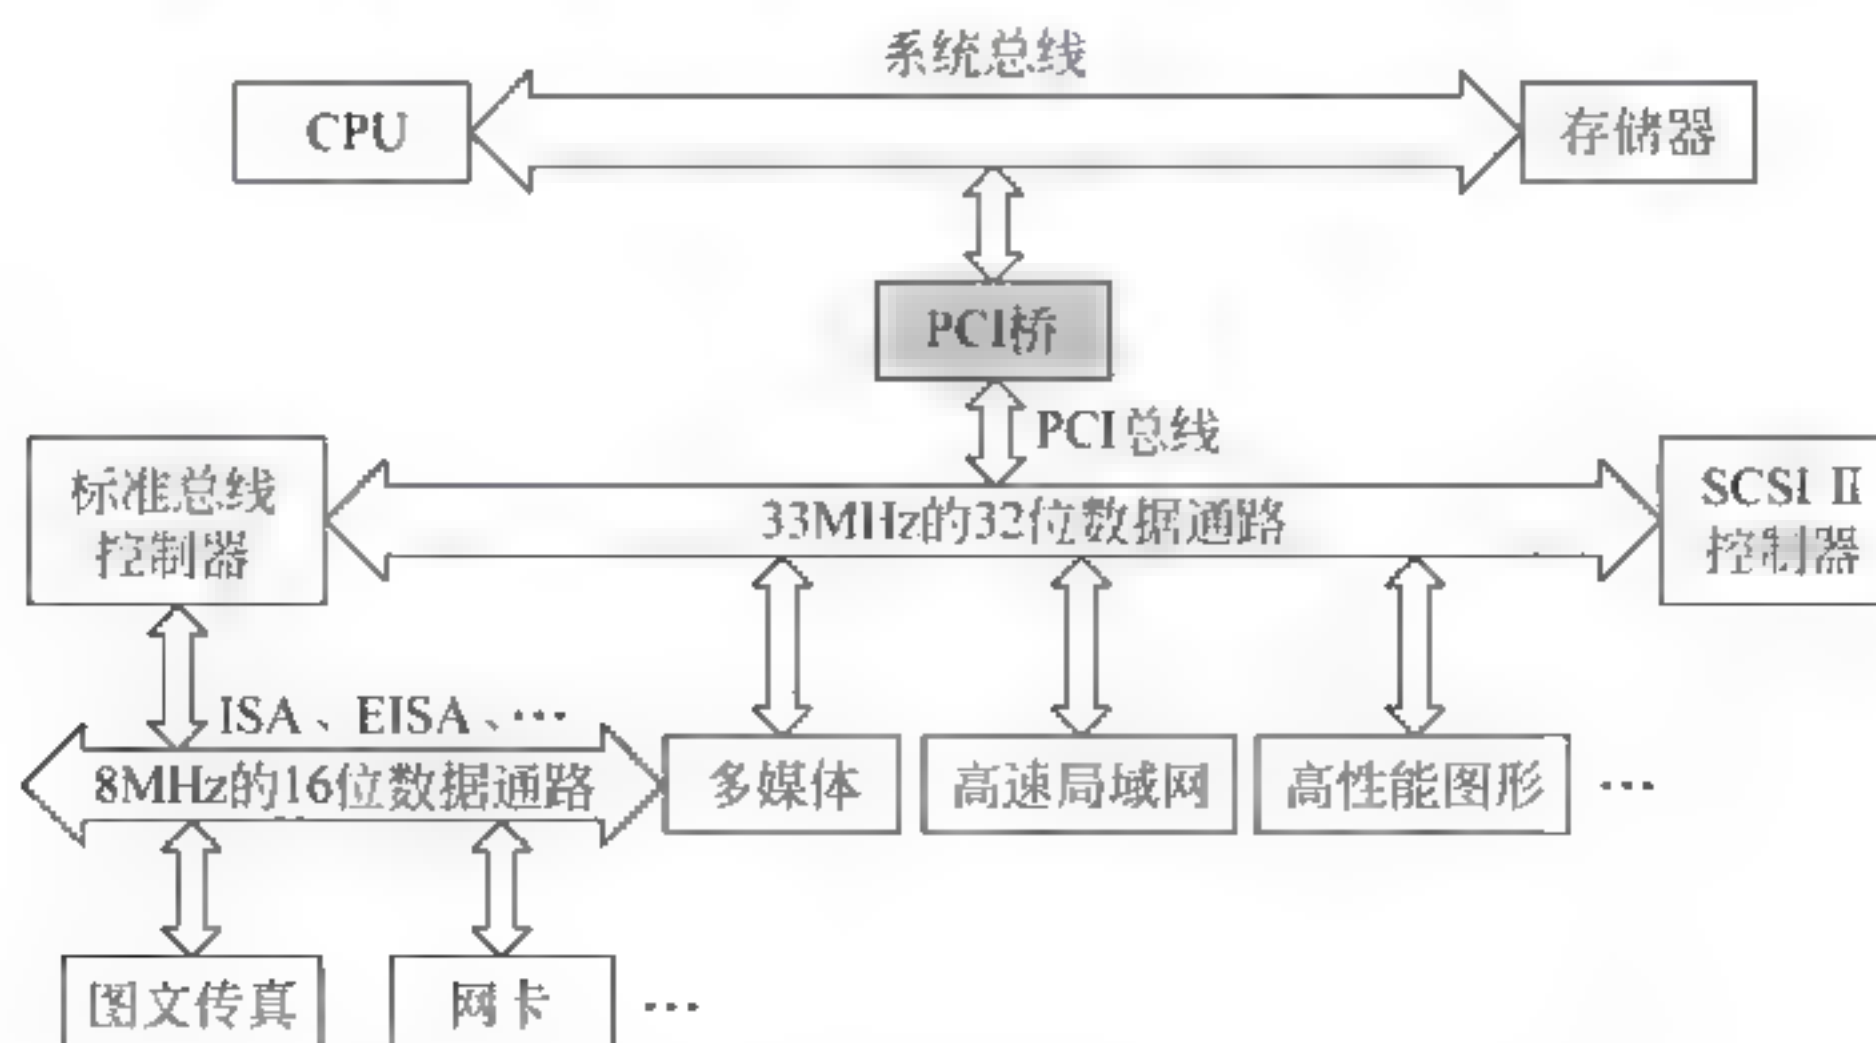 系统总线
CPU
存储器
PCI桥
PCI总线
标准总线
控制器
33MHz的32位数据通路
SCSI II
控制器
ISA、EISA、…
8MHz的16位数据通路
多媒体
高速局域网
高性能图形
…
图文传真
网卡
…